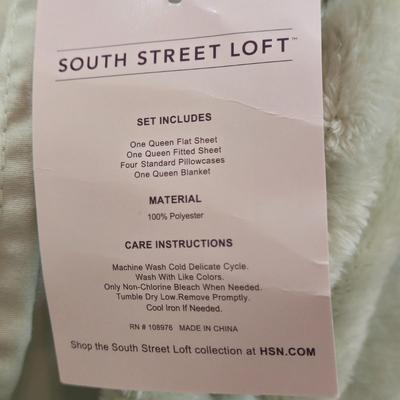 SOUTH STREET LOFT™
SET INCLUDES
One Queen Flat Sheet
One Queen Fitted Sheet
Four Standard Pillowcases
One Queen Blanket
MATERIAL
100% Polyester
CARE INSTRUCTIONS
Machine Wash Cold Delicate Cycle.
Wash With Like Colors.
Only Non-Chlorine Bleach When Needed.
Tumble Dry Low.Remove Promptly.
Cool Iron If Needed.
RN # 108976 MADE IN CHINA
Shop the South Street Loft collection at HSN.COM